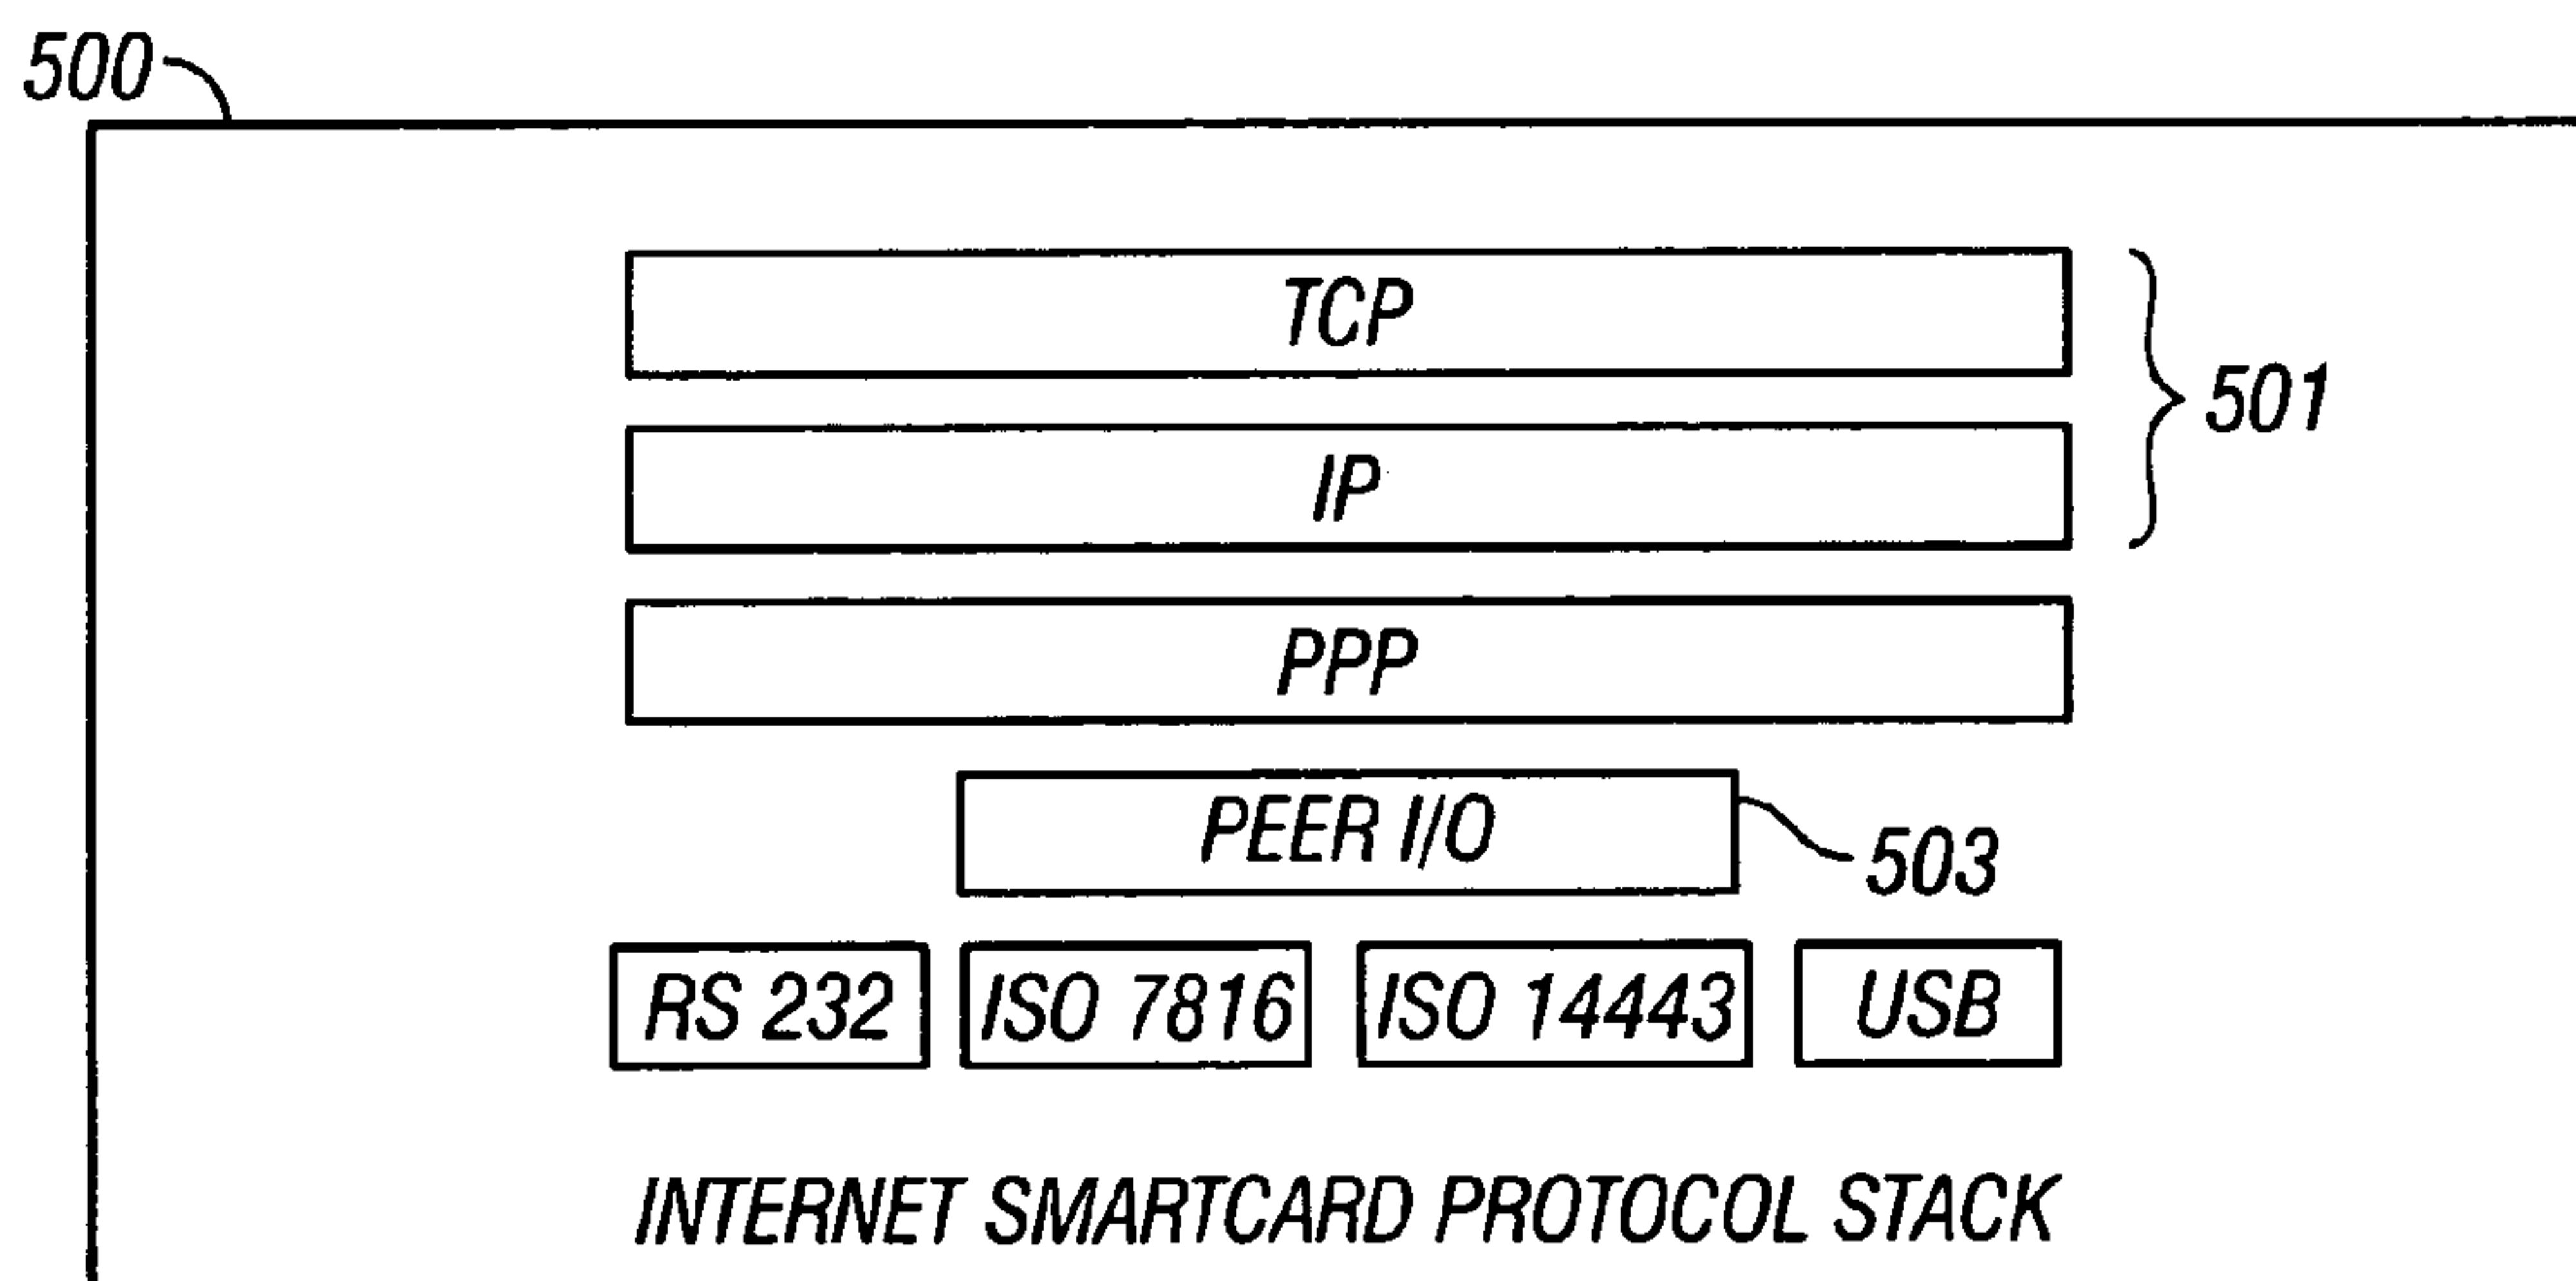 500
TCP
501
IP
PPP
PEER I/O
503
RS 232 ISO 7816 ISO 14443 USB
INTERNET SMARTCARD PROTOCOL STACK